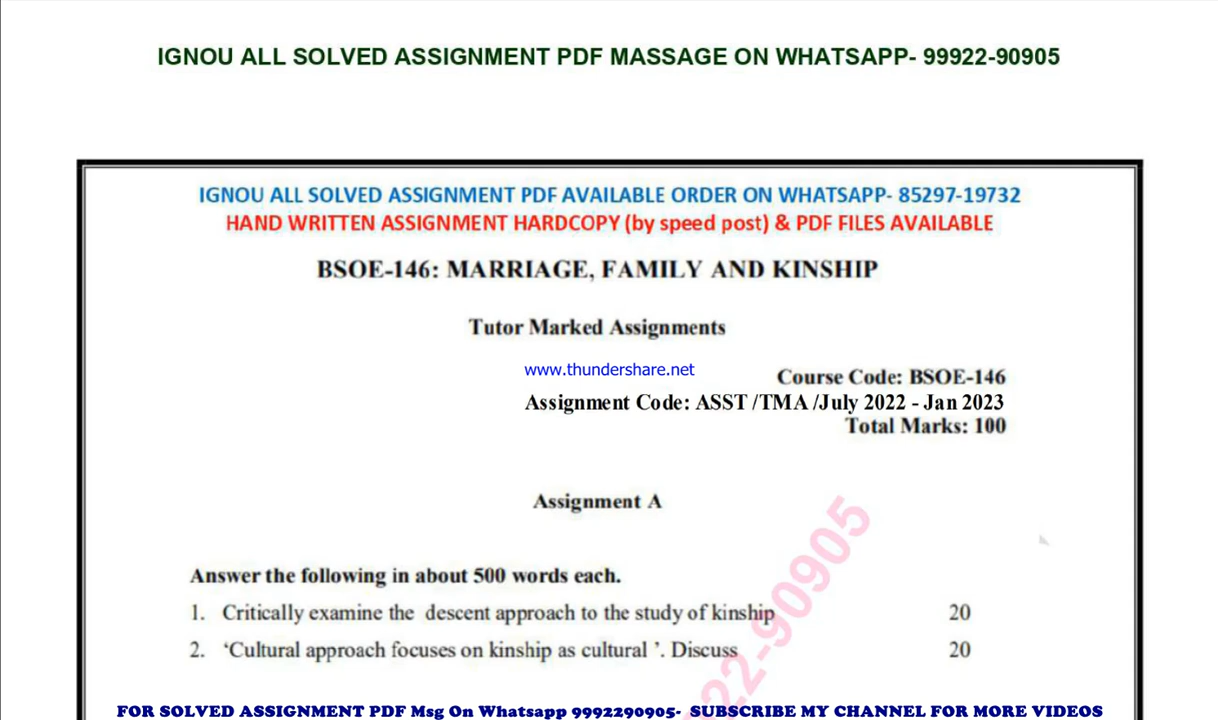 IGNOU ALL SOLVED ASSIGNMENT PDF MASSAGE ON WHATSAPP- 99922-90905
IGNOU ALL SOLVED ASSIGNMENT PDF AVAILABLE ORDER ON WHATSAPP- 85297-19732
HAND WRITTEN ASSIGNMENT HARDCOPY (by speed post) & PDF FILES AVAILABLE
BSOE-146: MARRIAGE, FAMILY AND KINSHIP
Tutor Marked Assignments
www.thundershare.net
Course Code: BSOE-146
Assignment Code: ASST /TMA /July 2022 - Jan 2023
Total Marks: 100
Assignment A
Answer the following in about 500 words each.
1. Critically examine the descent approach to the study of kinship 20
2. ‘Cultural approach focuses on kinship as cultural ’. Discuss 20
22-90905
FOR SOLVED ASSIGNMENT PDF Msg On Whatsapp 9992290905- SUBSCRIBE MY CHANNEL FOR MORE VIDEOS